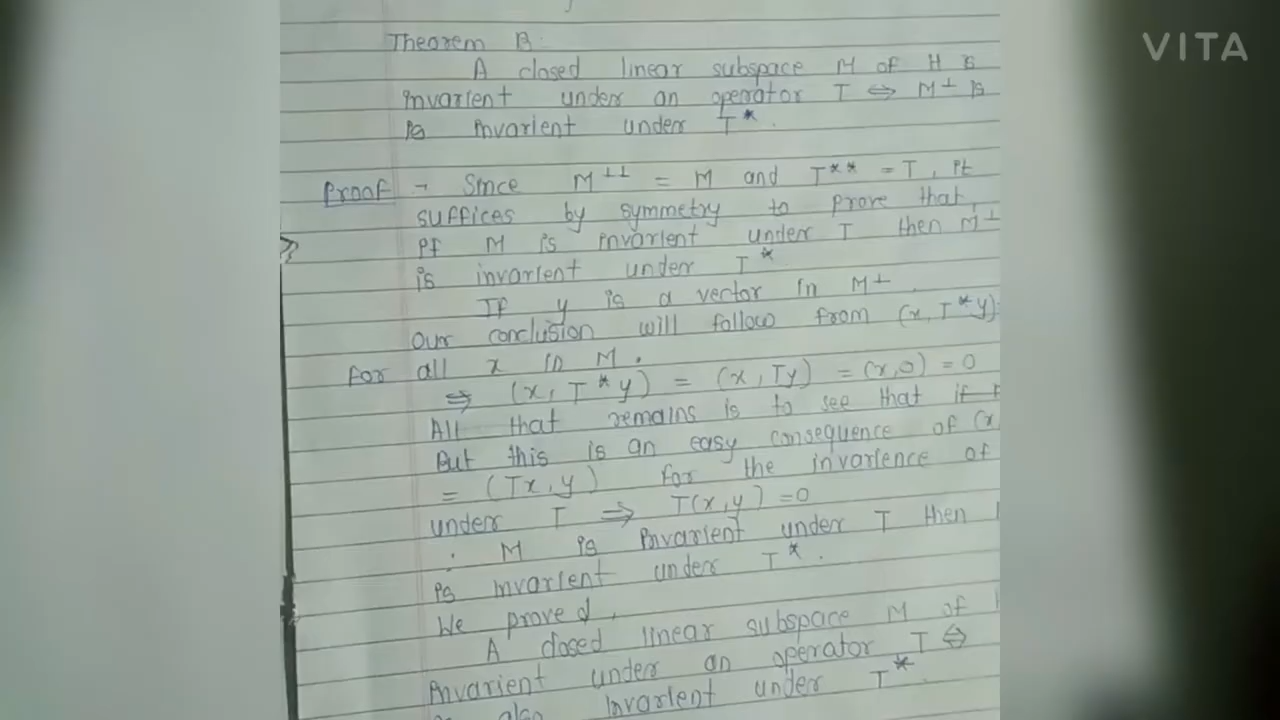 VITA
Theorem B.
A closed linear subspace M of H is
invarient under an operator T ⇔ M⊥ is
is invarient under T*.
Proof → Since M⊥⊥ = M and T** = T, it
suffices by symmetry to prove that,
if M is invarient under T then M⊥
is invarient under T*
If y is a vector in M⊥.
Our conclusion will follow from (x, T*y)
for all x in M.
⇔ (x, T*y) = (x, Ty) = (x, 0) = 0
All that remains is to see that if
But this is an easy consequence of (x
= (Tx, y) for the invarience of
under T ⇒ T(x, y) = 0
∴ M is invarient under T then
is invarient under T*.
We proved,
A closed linear subspace M of
invarient under an operator T ⇔
also invarient under T*.